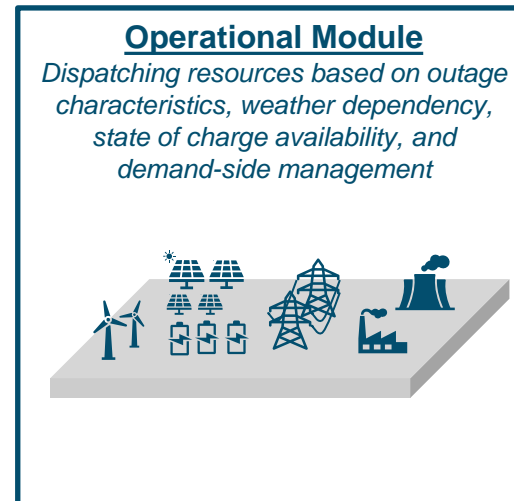 Operational Module
Dispatching resources based on outage
characteristics, weather dependency,
state of charge availability, and
demand-side management